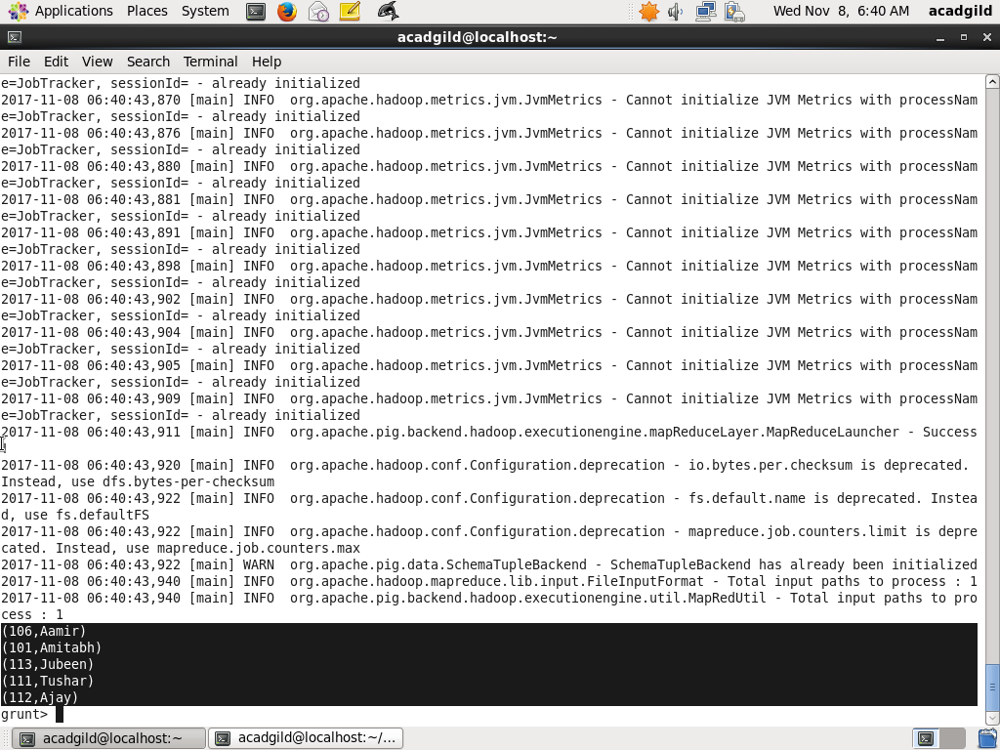 Applications Places System Wed Nov 8, 6:40 AM acadgild
acadgild@localhost:~
File Edit View Search Terminal Help
e=JobTracker, sessionId= - already initialized
2017-11-08 06:40:43,870 [main] INFO  org.apache.hadoop.metrics.jvm.JvmMetrics - Cannot initialize JVM Metrics with processNam
e=JobTracker, sessionId= - already initialized
2017-11-08 06:40:43,876 [main] INFO  org.apache.hadoop.metrics.jvm.JvmMetrics - Cannot initialize JVM Metrics with processNam
e=JobTracker, sessionId= - already initialized
2017-11-08 06:40:43,880 [main] INFO  org.apache.hadoop.metrics.jvm.JvmMetrics - Cannot initialize JVM Metrics with processNam
e=JobTracker, sessionId= - already initialized
2017-11-08 06:40:43,881 [main] INFO  org.apache.hadoop.metrics.jvm.JvmMetrics - Cannot initialize JVM Metrics with processNam
e=JobTracker, sessionId= - already initialized
2017-11-08 06:40:43,891 [main] INFO  org.apache.hadoop.metrics.jvm.JvmMetrics - Cannot initialize JVM Metrics with processNam
e=JobTracker, sessionId= - already initialized
2017-11-08 06:40:43,898 [main] INFO  org.apache.hadoop.metrics.jvm.JvmMetrics - Cannot initialize JVM Metrics with processNam
e=JobTracker, sessionId= - already initialized
2017-11-08 06:40:43,902 [main] INFO  org.apache.hadoop.metrics.jvm.JvmMetrics - Cannot initialize JVM Metrics with processNam
e=JobTracker, sessionId= - already initialized
2017-11-08 06:40:43,904 [main] INFO  org.apache.hadoop.metrics.jvm.JvmMetrics - Cannot initialize JVM Metrics with processNam
e=JobTracker, sessionId= - already initialized
2017-11-08 06:40:43,905 [main] INFO  org.apache.hadoop.metrics.jvm.JvmMetrics - Cannot initialize JVM Metrics with processNam
e=JobTracker, sessionId= - already initialized
2017-11-08 06:40:43,909 [main] INFO  org.apache.hadoop.metrics.jvm.JvmMetrics - Cannot initialize JVM Metrics with processNam
e=JobTracker, sessionId= - already initialized
2017-11-08 06:40:43,911 [main] INFO  org.apache.pig.backend.hadoop.executionengine.mapReduceLayer.MapReduceLauncher - Success
2017-11-08 06:40:43,920 [main] INFO  org.apache.hadoop.conf.Configuration.deprecation - io.bytes.per.checksum is deprecated.
Instead, use dfs.bytes-per-checksum
2017-11-08 06:40:43,922 [main] INFO  org.apache.hadoop.conf.Configuration.deprecation - fs.default.name is deprecated. Instea
d, use fs.defaultFS
2017-11-08 06:40:43,922 [main] INFO  org.apache.hadoop.conf.Configuration.deprecation - mapreduce.job.counters.limit is depre
cated. Instead, use mapreduce.job.counters.max
2017-11-08 06:40:43,922 [main] WARN  org.apache.pig.data.SchemaTupleBackend - SchemaTupleBackend has already been initialized
2017-11-08 06:40:43,940 [main] INFO  org.apache.hadoop.mapreduce.lib.input.FileInputFormat - Total input paths to process : 1
2017-11-08 06:40:43,940 [main] INFO  org.apache.pig.backend.hadoop.executionengine.util.MapRedUtil - Total input paths to pro
cess : 1
(106,Aamir)
(101,Amitabh)
(113,Jubeen)
(111,Tushar)
(112,Ajay)
grunt>
acadgild@localhost:~ acadgild@localhost:~/...